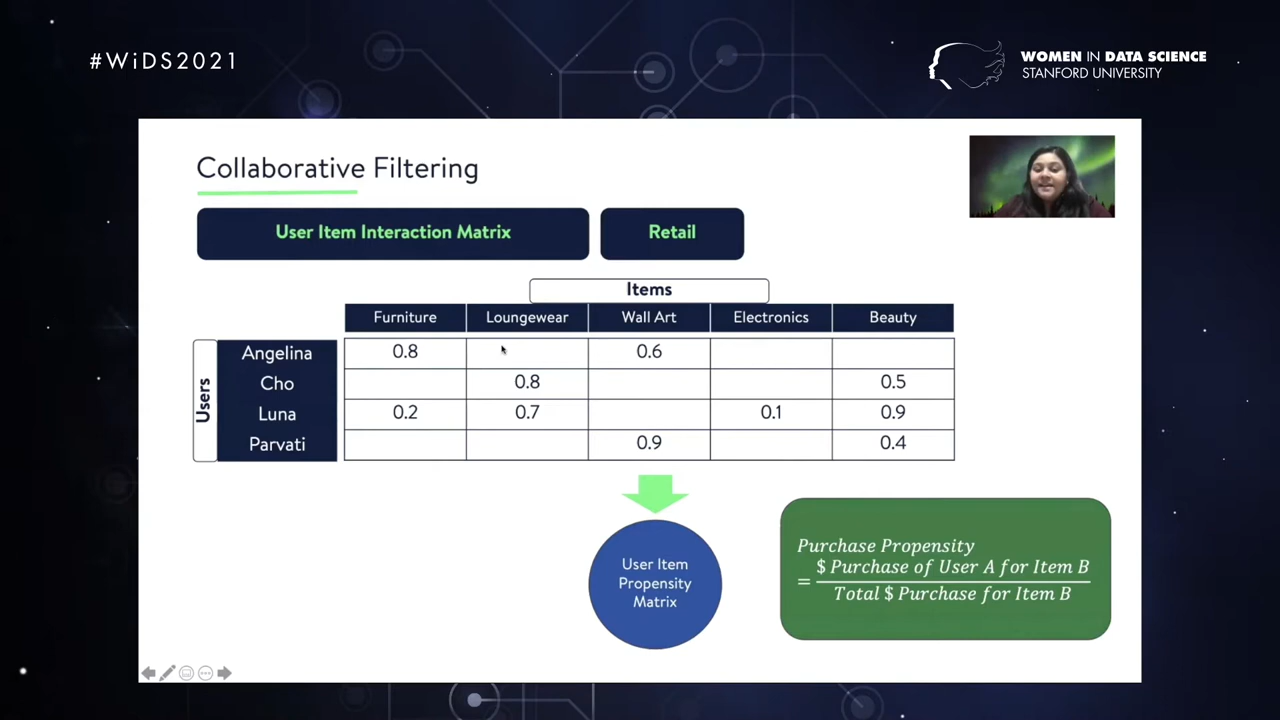 #WiDS2021
WOMEN IN DATA SCIENCE
STANFORD UNIVERSITY
Collaborative Filtering
User Item Interaction Matrix
Retail
Items
Furniture Loungewear Wall Art Electronics Beauty
Users
Angelina 0.8 0.6
Cho 0.8 0.5
Luna 0.2 0.7 0.1 0.9
Parvati 0.9 0.4
User Item
Propensity
Matrix
Purchase Propensity
= $ Purchase of User A for Item B
Total $ Purchase for Item B